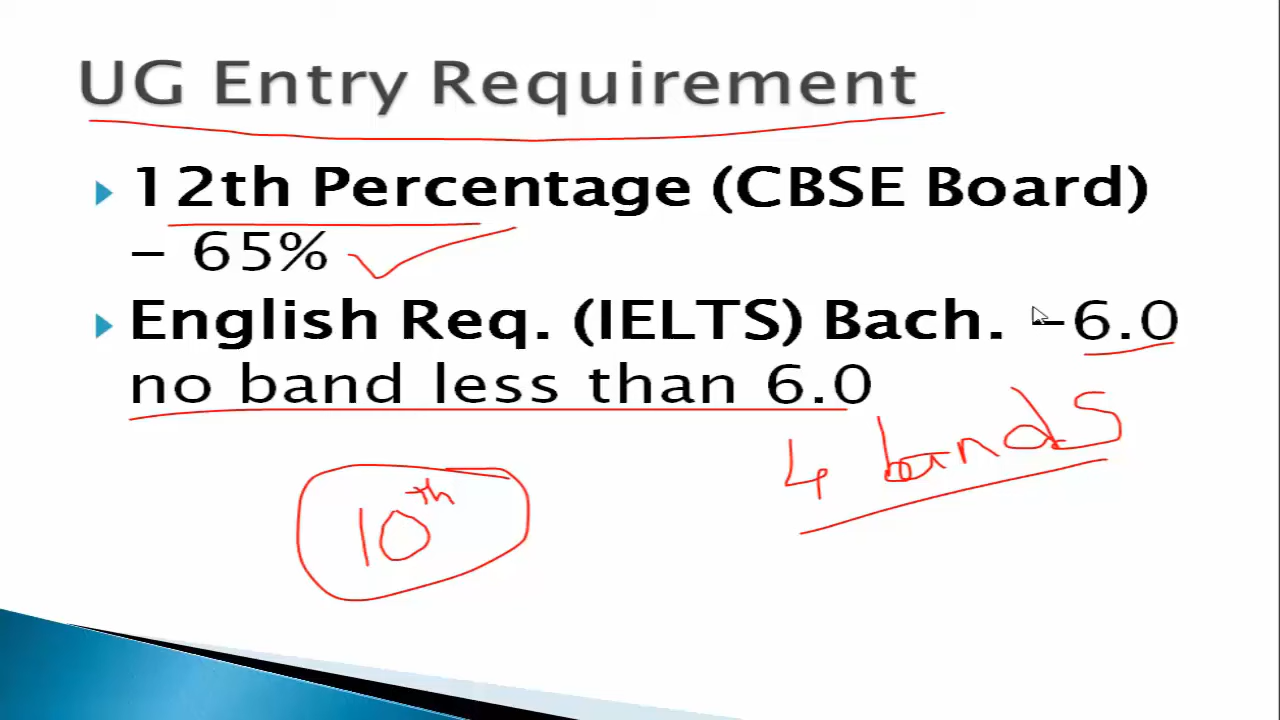 UG Entry Requirement
12th Percentage (CBSE Board)
– 65%
English Req. (IELTS) Bach. –6.0
no band less than 6.0
4 bands
10th